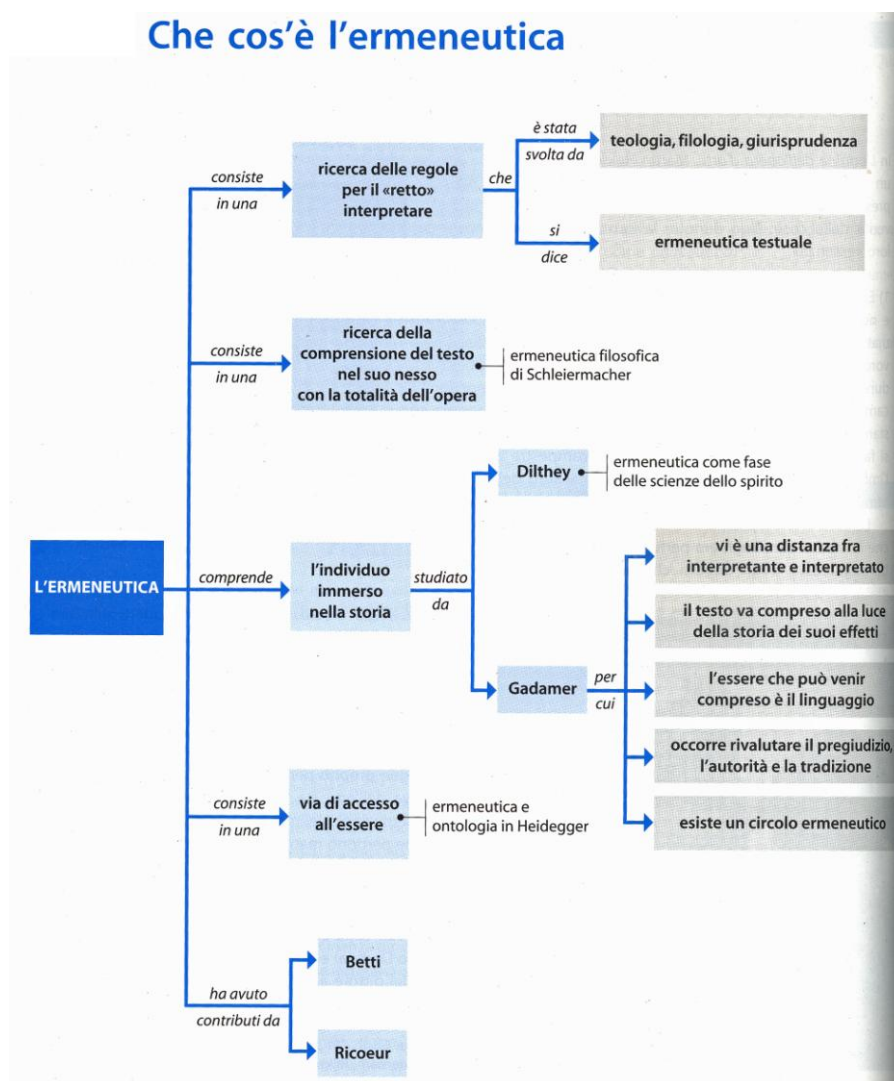 Che cos'è l'ermeneutica
è stata
svolta da
teologia, filologia, giurisprudenza
consiste
in una
ricerca delle regole
per il «retto»
interpretare
che
si
dice
ermeneutica testuale
consiste
in una
ricerca della
comprensione del testo
nel suo nesso
con la totalità dell'opera
ermeneutica filosofica
di Schleiermacher
Dilthey
ermeneutica come fase
delle scienze dello spirito
L'ERMENEUTICA
comprende
l'individuo
immerso
nella storia
studiato
da
Gadamer
per
cui
vi è una distanza fra
interpretante e interpretato
il testo va compreso alla luce
della storia dei suoi effetti
l'essere che può venir
compreso è il linguaggio
occorre rivalutare il pregiudizio,
l'autorità e la tradizione
esiste un circolo ermeneutico
consiste
in una
via di accesso
all'essere
ermeneutica e
ontologia in Heidegger
ha avuto
contributi da
Betti
Ricoeur